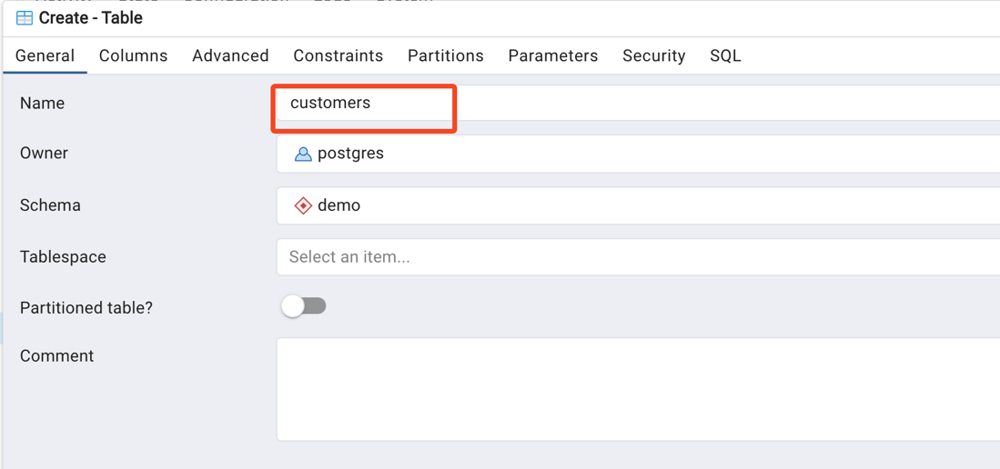 Create - Table
General Columns Advanced Constraints Partitions Parameters Security SQL
Name customers
Owner postgres
Schema demo
Tablespace Select an item...
Partitioned table?
Comment